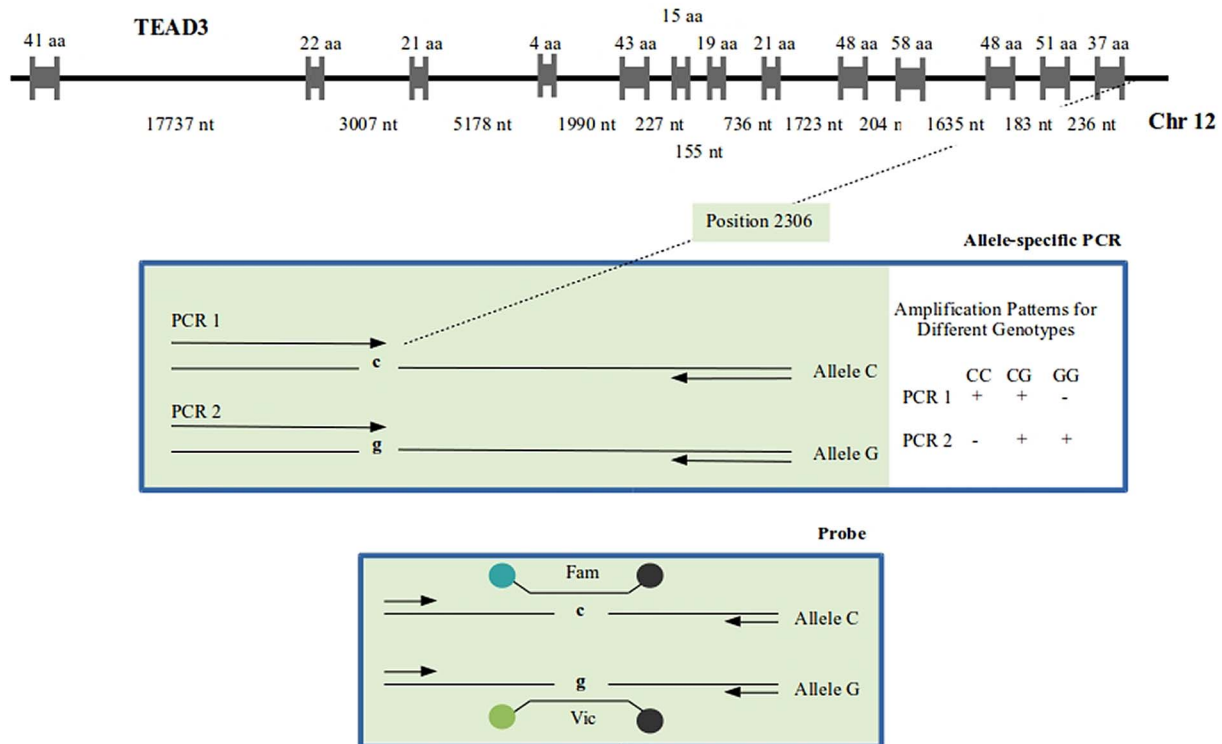 TEAD3
41 aa 22 aa 21 aa 4 aa 43 aa 15 aa 19 aa 21 aa 48 aa 58 aa 48 aa 51 aa 37 aa
17737 nt 3007 nt 5178 nt 1990 nt 227 nt 155 nt 736 nt 1723 nt 204 n 1635 nt 183 nt 236 nt
Chr 12
Position 2306
Allele-specific PCR
PCR 1
c
Allele C
PCR 2
g
Allele G
Amplification Patterns for
Different Genotypes
CC CG GG
PCR 1 + + -
PCR 2 - + +
Probe
Fam
c
Allele C
g
Allele G
Vic